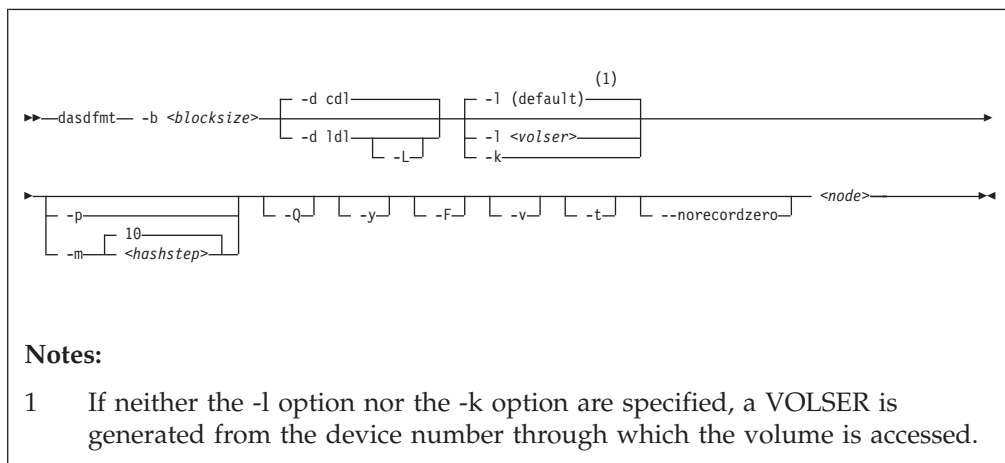 (1)
-d cdl -l (default)
dasdfmt -b <blocksize>
-d ldl -l <volser>
-L -k
<node>
-p -Q -y -F -v -t --norecordzero
10
-m <hashstep>
Notes:
1 If neither the -l option nor the -k option are specified, a VOLSER is
generated from the device number through which the volume is accessed.